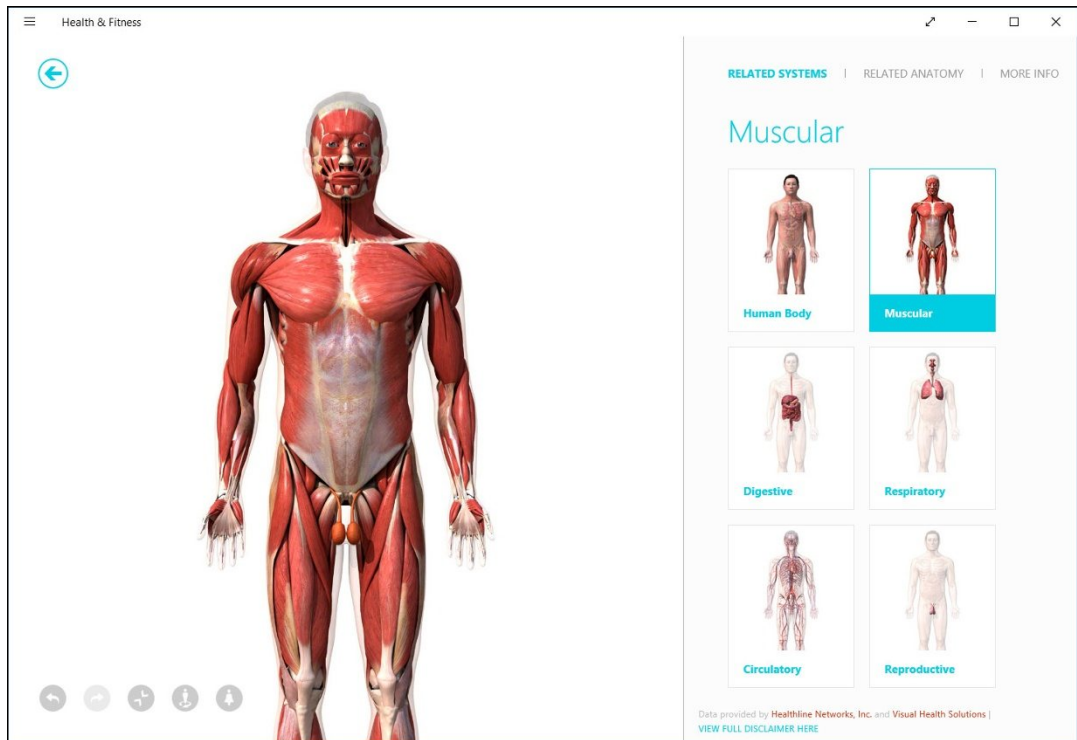 Health & Fitness
RELATED SYSTEMS | RELATED ANATOMY | MORE INFO
Muscular
Human Body
Muscular
Digestive
Respiratory
Circulatory
Reproductive
Data provided by Healthline Networks, Inc. and Visual Health Solutions |
VIEW FULL DISCLAIMER HERE